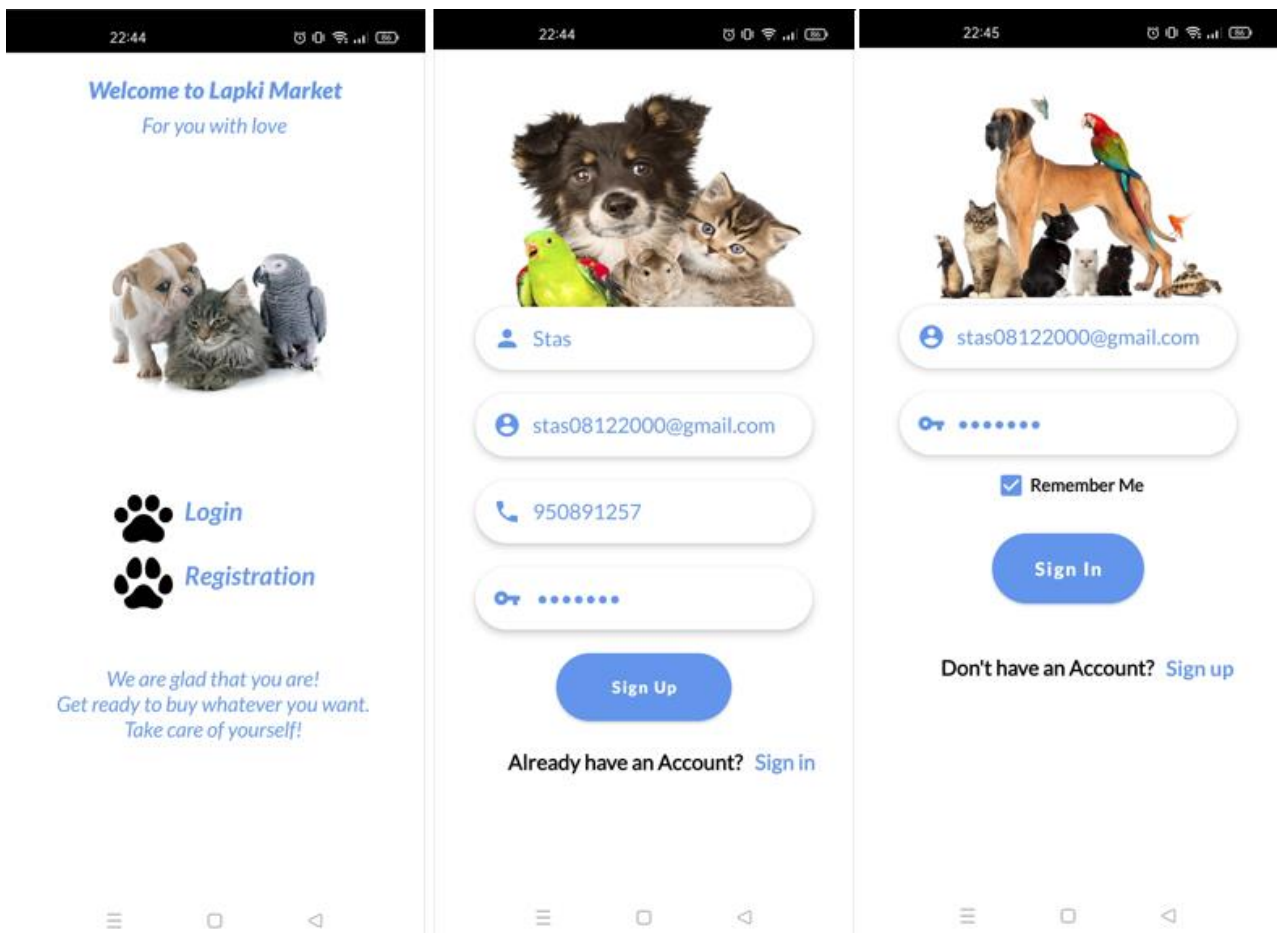 22:44
86
Welcome to Lapki Market
For you with love
Login
Registration
We are glad that you are!
Get ready to buy whatever you want.
Take care of yourself!
22:44
86
Stas
stas08122000@gmail.com
950891257
•••••••
Sign Up
Already have an Account? Sign in
22:45
86
stas08122000@gmail.com
•••••••
Remember Me
Sign In
Don't have an Account? Sign up